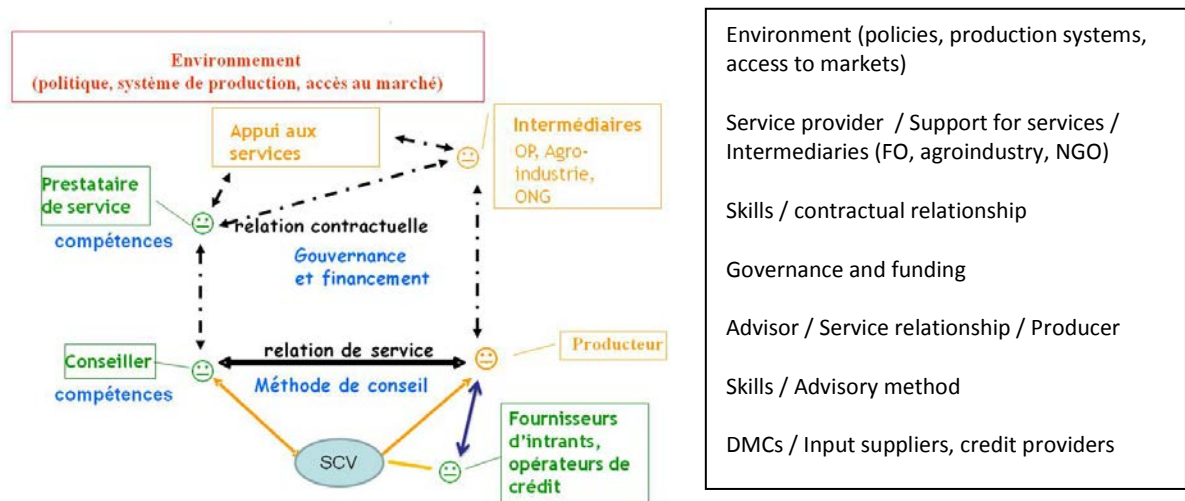 Environmement
(politique, système de production, accès au marché)
Appui aux
services
Intermédiaires
OP, Agro-
industrie,
ONG
Prestataire
de service
compétences
relation contractuelle
Gouvernance
et financement
Conseiller
compétences
relation de service
Méthode de conseil
Producteur
SCV
Fournisseurs
d'intrants,
opérateurs de
crédit
Environment (policies, production systems,
access to markets)
Service provider / Support for services /
Intermediaries (FO, agroindustry, NGO)
Skills / contractual relationship
Governance and funding
Advisor / Service relationship / Producer
Skills / Advisory method
DMCs / Input suppliers, credit providers